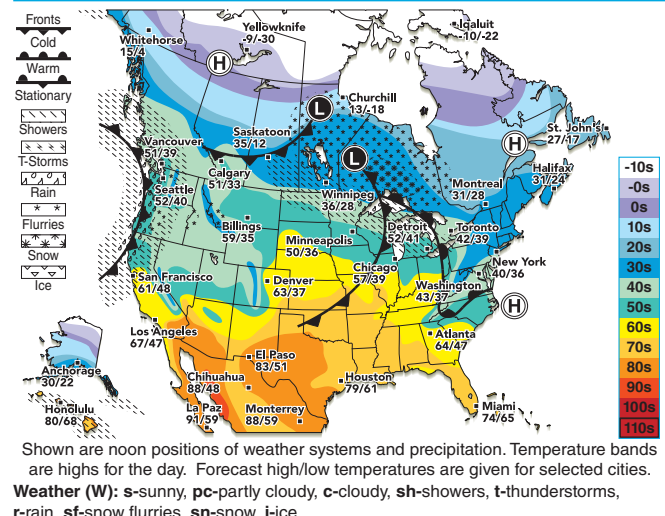 Fronts
Cold
Warm
Stationary
Showers
T-Storms
Rain
Flurries
Snow
Ice
Whitehorse
15/4
Yellowknife
-9/-30
Iqaluit
-10/-22
H
L
Churchill
13/-18
Saskatoon
35/12
L
H
St. John's
27/17
Vancouver
51/39
Calgary
51/33
Seattle
52/40
Winnipeg
36/28
Montreal
31/28
Halifax
31/24
Billings
59/35
Minneapolis
50/36
Detroit
52/41
Toronto
42/39
New York
40/36
San Francisco
61/48
Denver
63/37
Chicago
57/39
Washington
43/37
H
Los Angeles
67/47
Atlanta
64/47
El Paso
83/51
Anchorage
30/22
Chihuahua
88/48
Houston
79/61
Honolulu
80/68
La Paz
91/59
Monterrey
88/59
Miami
74/65
-10s
-0s
0s
10s
20s
30s
40s
50s
60s
70s
80s
90s
100s
110s
Shown are noon positions of weather systems and precipitation. Temperature bands
are highs for the day. Forecast high/low temperatures are given for selected cities.
Weather (W): s-sunny, pc-partly cloudy, c-cloudy, sh-showers, t-thunderstorms,
r-rain, sf-snow flurries, sn-snow, i-ice